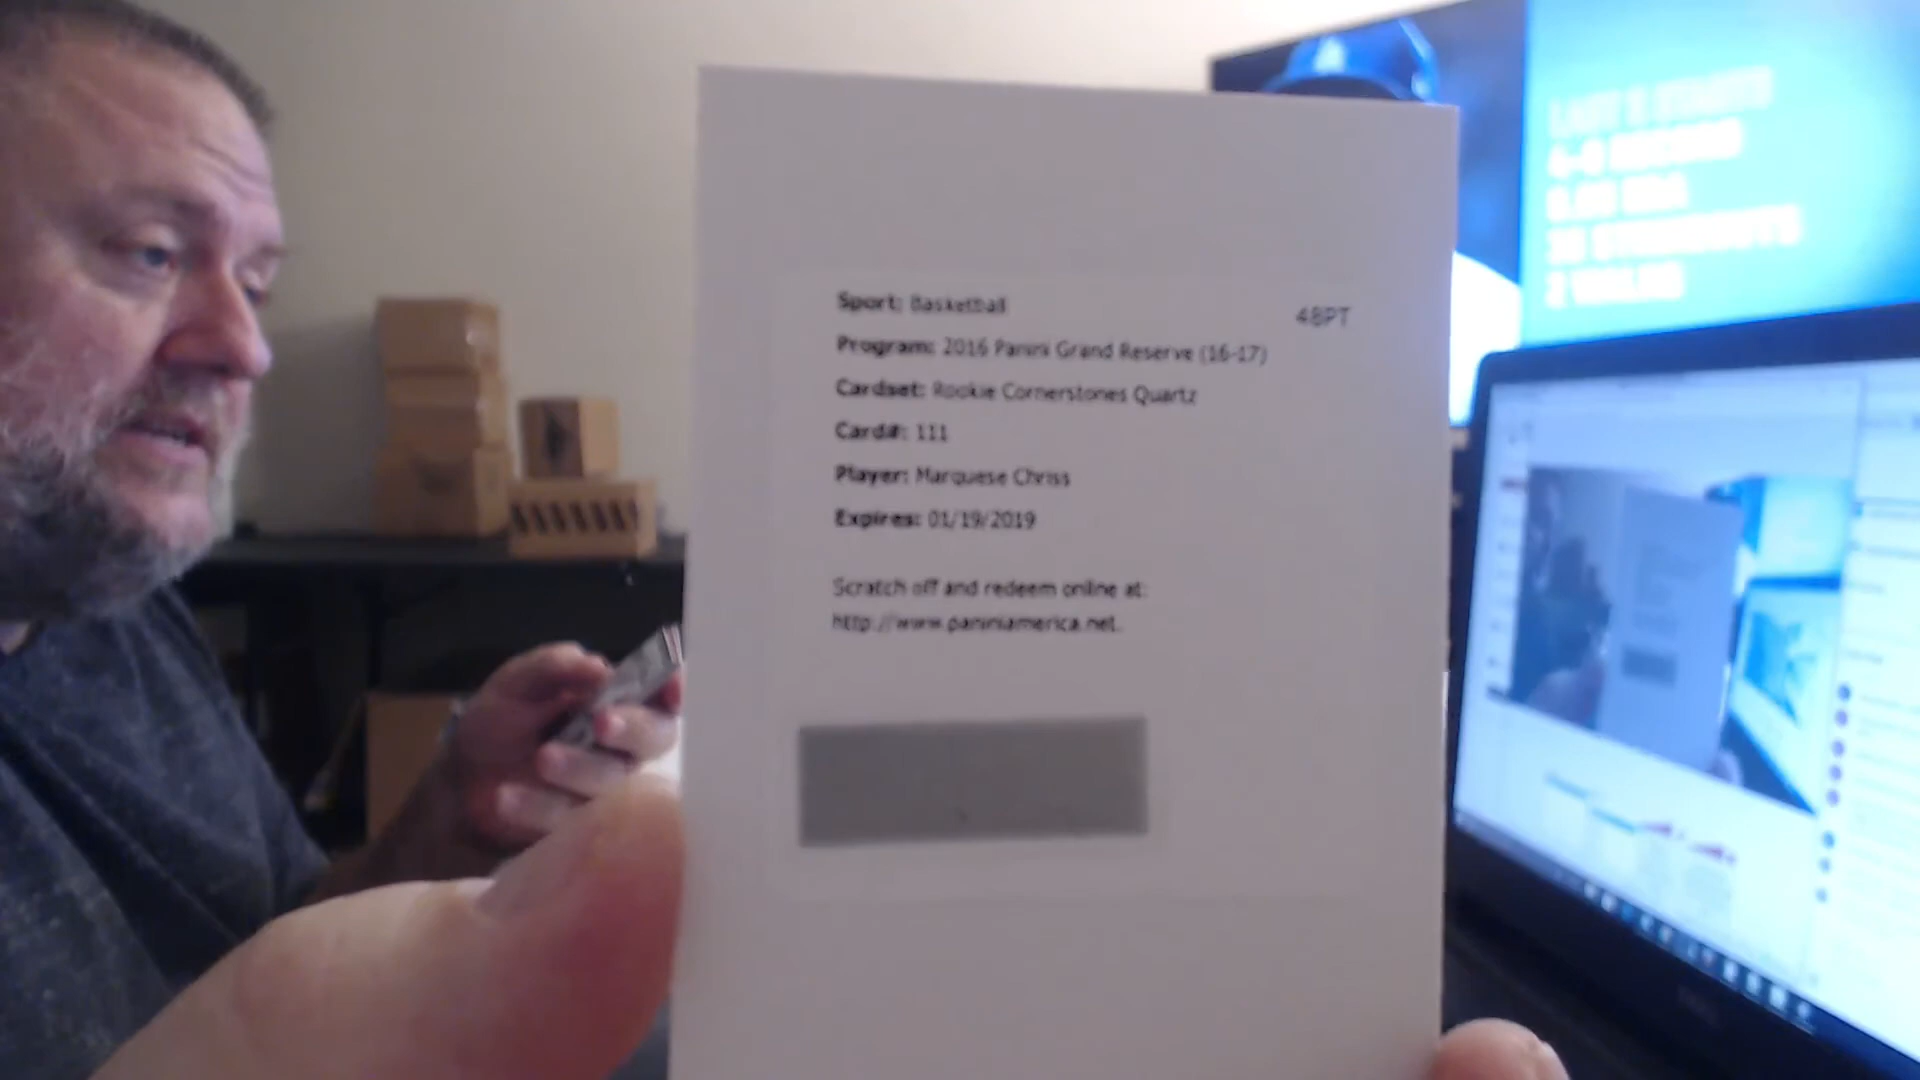 Sport: Basketball
48PT
Program: 2016 Panini Grand Reserve (16-17)
Cardset: Rookie Cornerstones Quartz
Card#: 111
Player: Marquese Chriss
Expires: 01/19/2019
Scratch off and redeem online at:
http://www.paniniamerica.net.